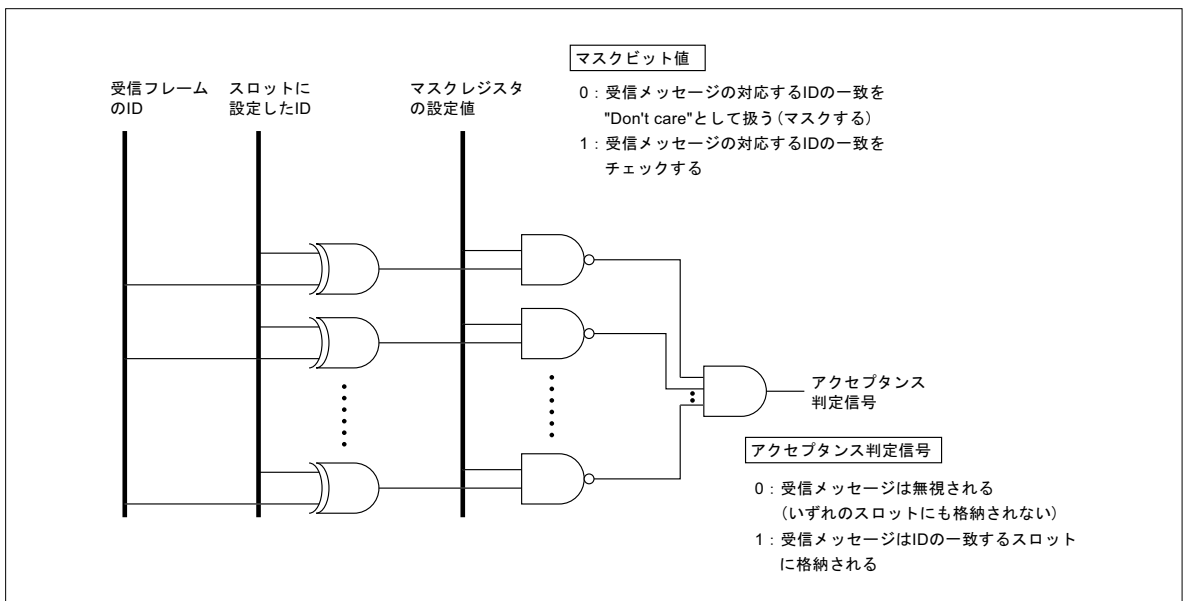 マスクビット値
0：受信メッセージの対応するIDの一致を
"Don't care"として扱う（マスクする）
1：受信メッセージの対応するIDの一致を
チェックする
受信フレーム
のID
スロットに
設定したID
マスクレジスタ
の設定値
アクセプタンス
判定信号
アクセプタンス判定信号
0：受信メッセージは無視される
（いずれのスロットにも格納されない）
1：受信メッセージはIDの一致するスロット
に格納される